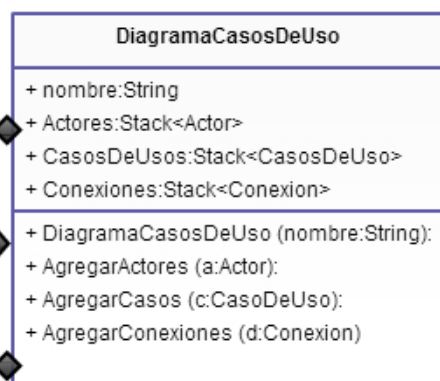 DiagramaCasosDeUso
+ nombre:String
+ Actores:Stack<Actor>
+ CasosDeUsos:Stack<CasosDeUso>
+ Conexiones:Stack<Conexion>
+ DiagramaCasosDeUso (nombre:String):
+ AgregarActores (a:Actor):
+ AgregarCasos (c:CasoDeUso):
+ AgregarConexiones (d:Conexion)